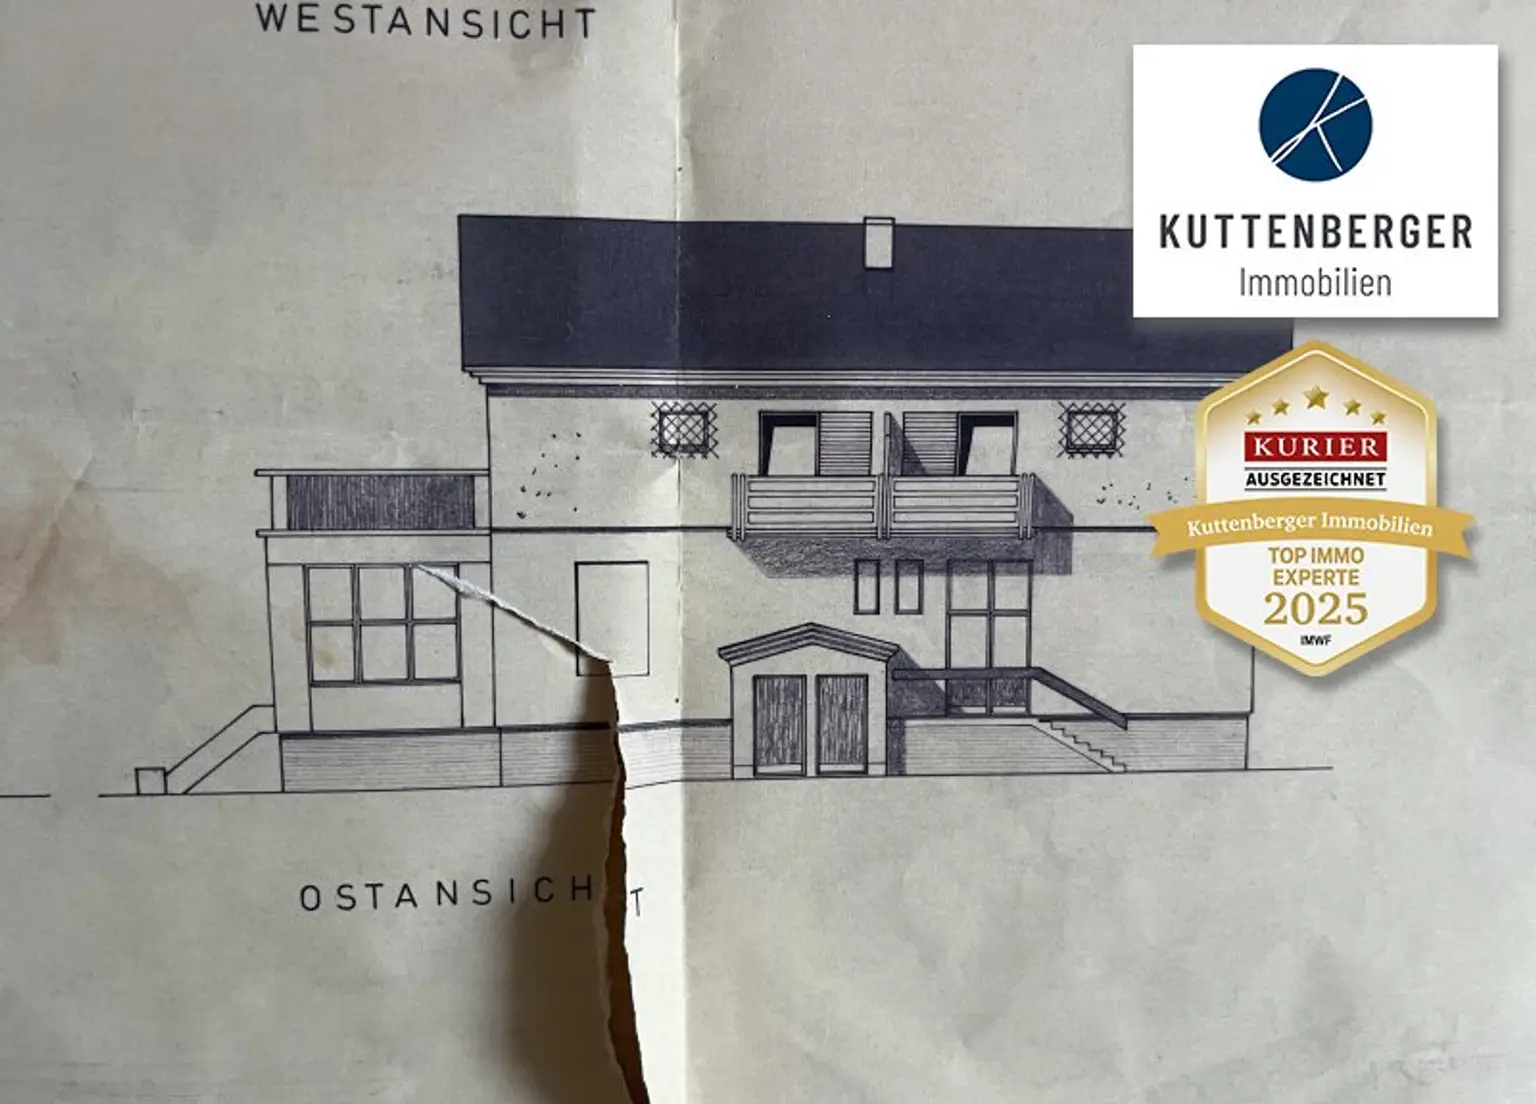 WESTANSICHT
KUTTENBERGER
Immobilien
KURIER
AUSGEZEICHNET
Kuttenberger Immobilien
TOP IMMO
EXPERTE
2025
IMWF
OSTANSICHT